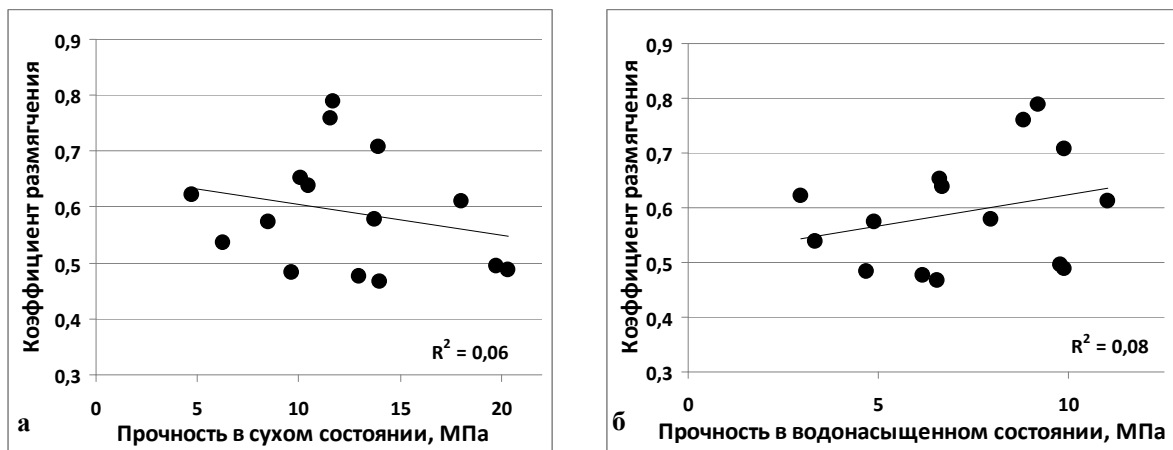 0,9
0,8
0,7
0,6
0,5
0,4
0,3
Коэффициент размягчения
R² = 0,06
0 5 10 15 20
Прочность в сухом состоянии, МПа
а
0,9
0,8
0,7
0,6
0,5
0,4
0,3
Коэффициент размягчения
R² = 0,08
0 5 10
Прочность в водонасыщенном состоянии, МПа
б